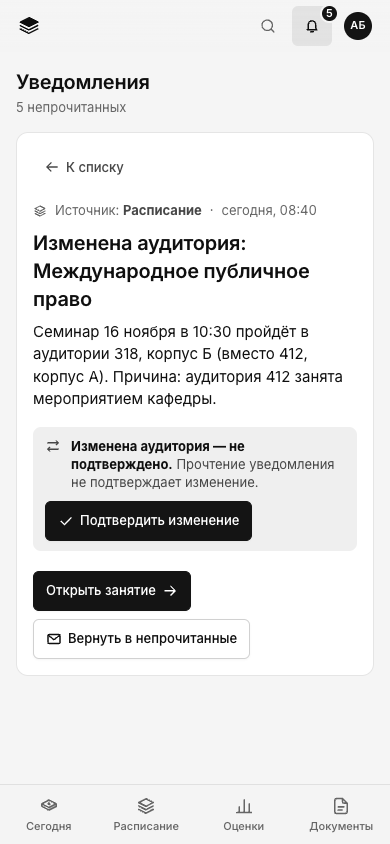 5
АБ
Уведомления
5 непрочитанных
К списку
Источник: Расписание · сегодня, 08:40
Изменена аудитория:
Международное публичное
право
Семинар 16 ноября в 10:30 пройдёт в
аудитории 318, корпус Б (вместо 412,
корпус А). Причина: аудитория 412 занята
мероприятием кафедры.
Изменена аудитория — не
подтверждено. Прочтение уведомления
не подтверждает изменение.
Подтвердить изменение
Открыть занятие
Вернуть в непрочитанные
Сегодня
Расписание
Оценки
Документы